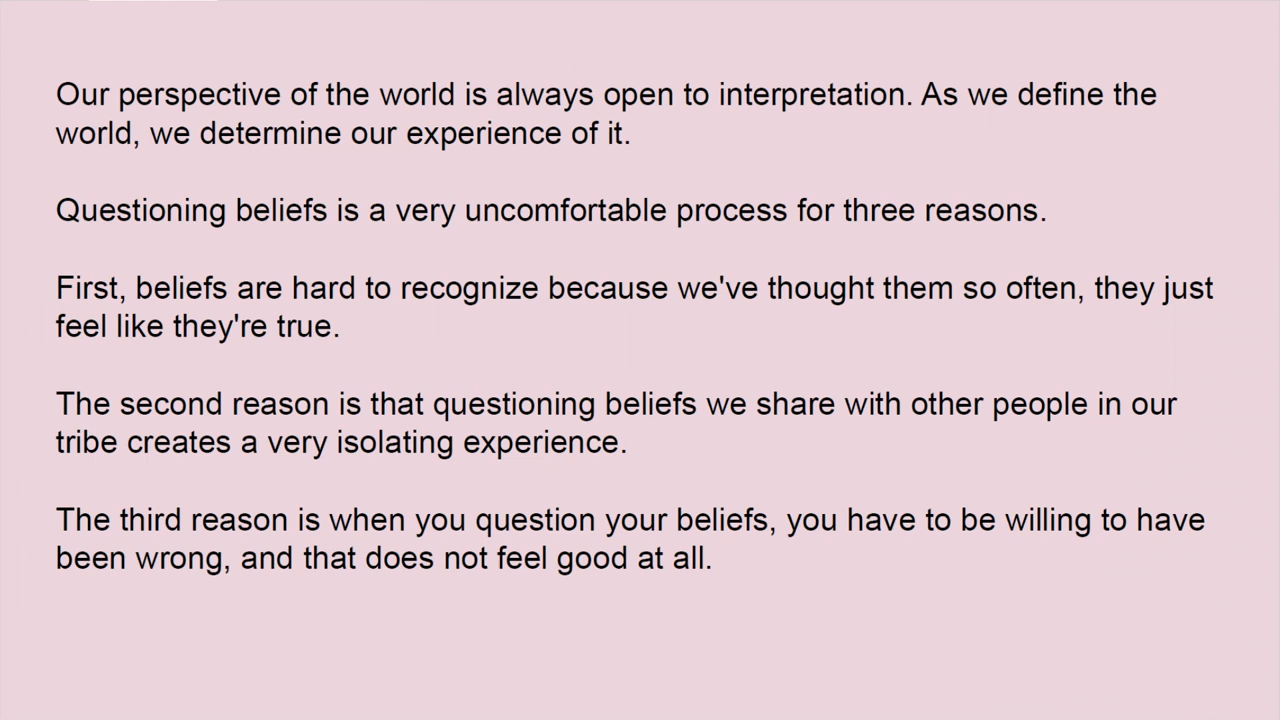 Our perspective of the world is always open to interpretation. As we define the
world, we determine our experience of it.
Questioning beliefs is a very uncomfortable process for three reasons.
First, beliefs are hard to recognize because we've thought them so often, they just
feel like they're true.
The second reason is that questioning beliefs we share with other people in our
tribe creates a very isolating experience.
The third reason is when you question your beliefs, you have to be willing to have
been wrong, and that does not feel good at all.